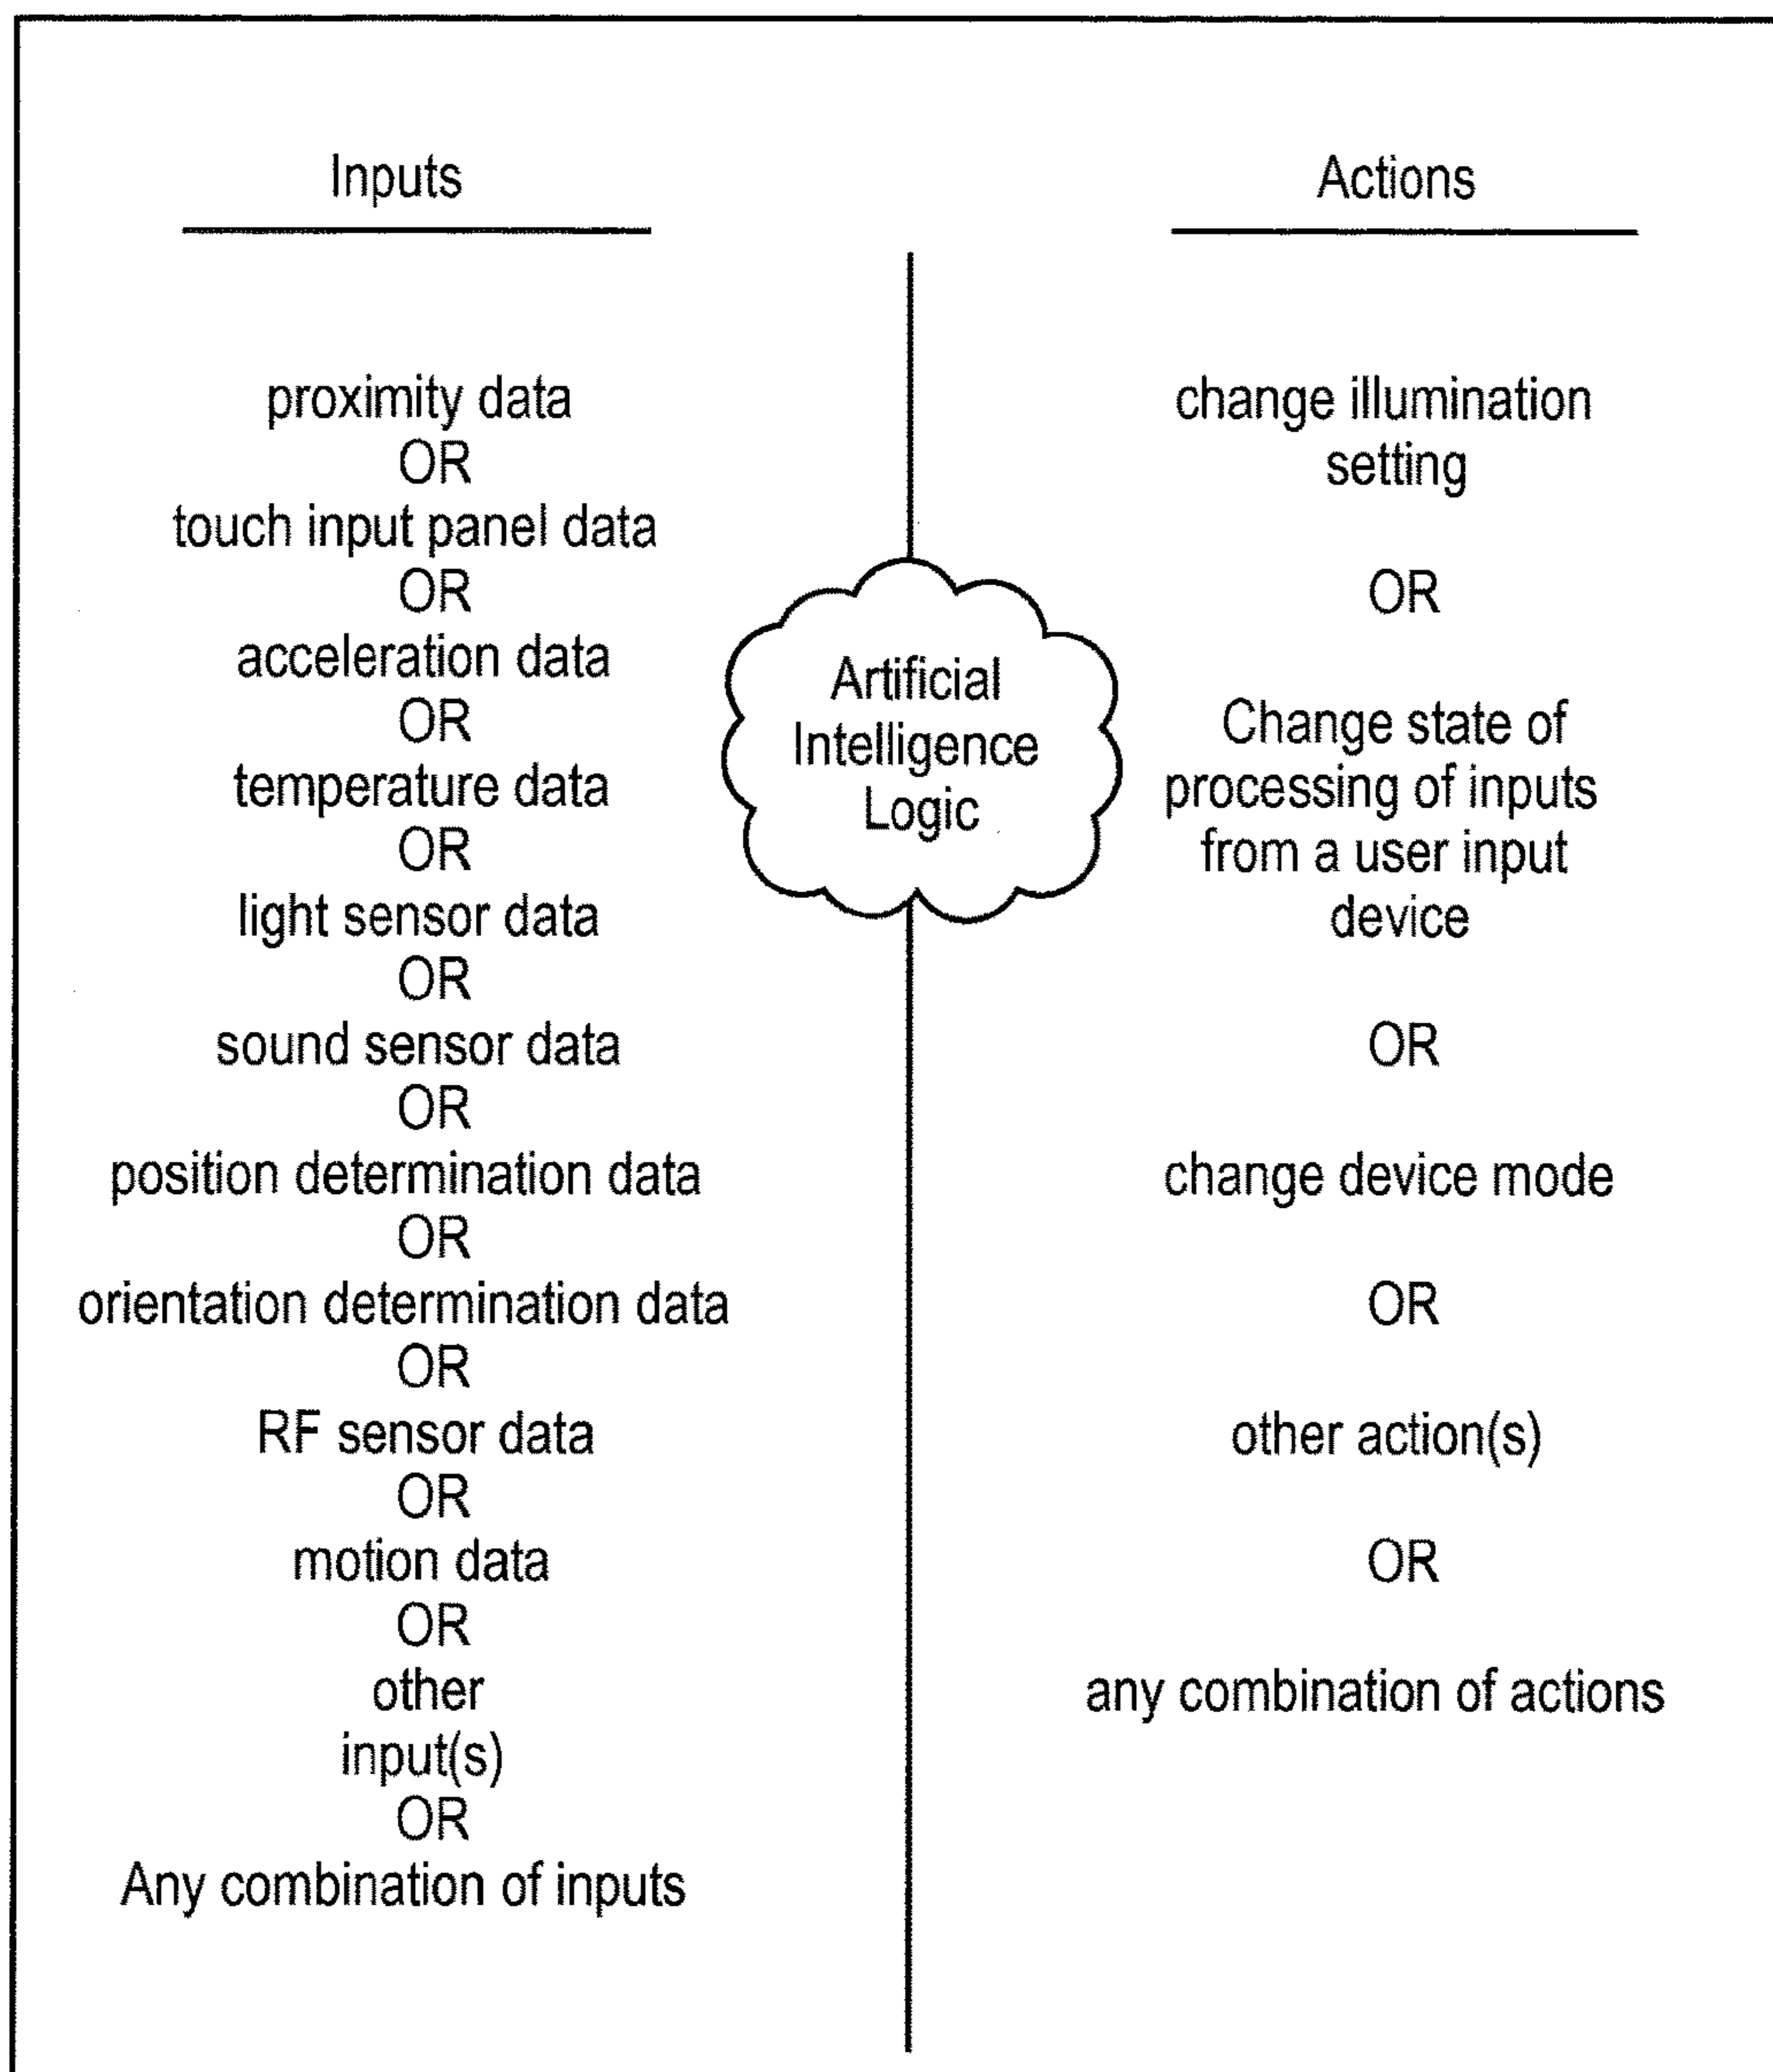 Inputs
proximity data
OR
touch input panel data
OR
acceleration data
OR
temperature data
OR
light sensor data
OR
sound sensor data
OR
position determination data
OR
orientation determination data
OR
RF sensor data
OR
motion data
OR
other
input(s)
OR
Any combination of inputs
Artificial
Intelligence
Logic
Actions
change illumination
setting
OR
Change state of
processing of inputs
from a user input
device
OR
change device mode
OR
other action(s)
OR
any combination of actions